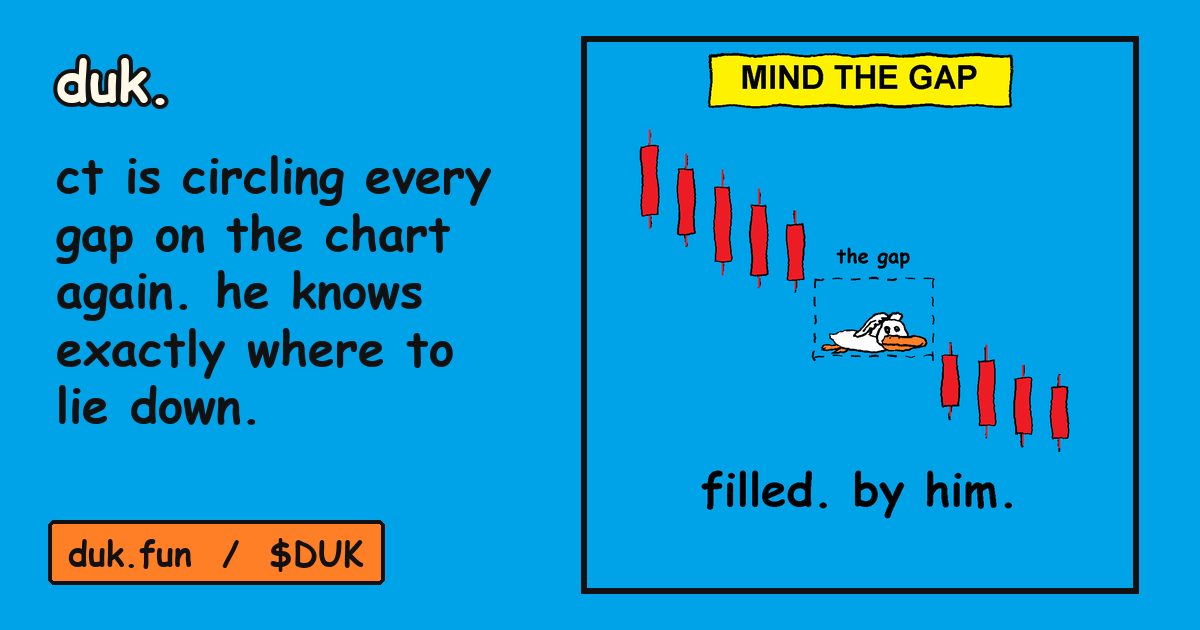 duk.
ct is circling every
gap on the chart
again. he knows
exactly where to
lie down.
duk.fun / $DUK
MIND THE GAP
the gap
filled. by him.